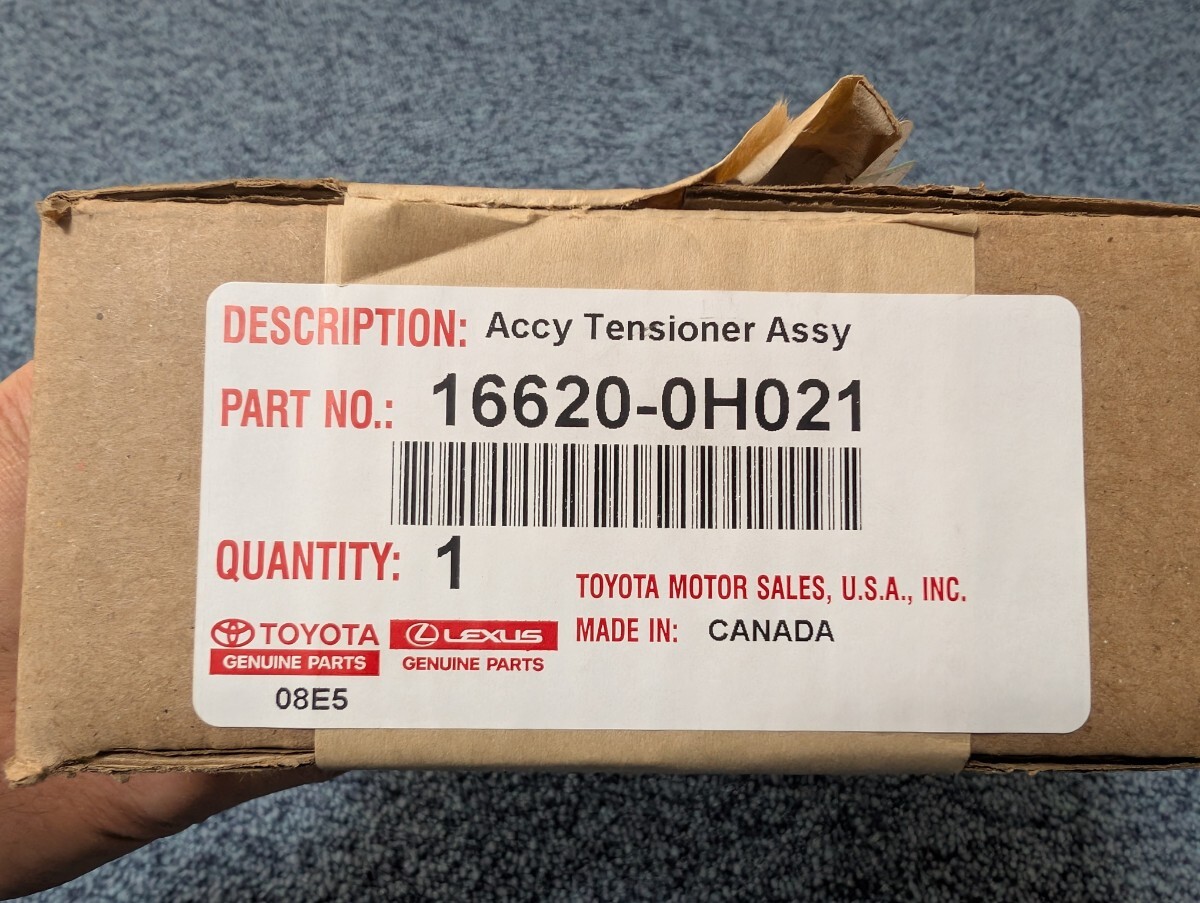 DESCRIPTION: Accy Tensioner Assy
PART NO.: 16620-0H021
QUANTITY: 1
TOYOTA MOTOR SALES, U.S.A., INC.
MADE IN: CANADA
TOYOTA
GENUINE PARTS
LEXUS
GENUINE PARTS
08E5